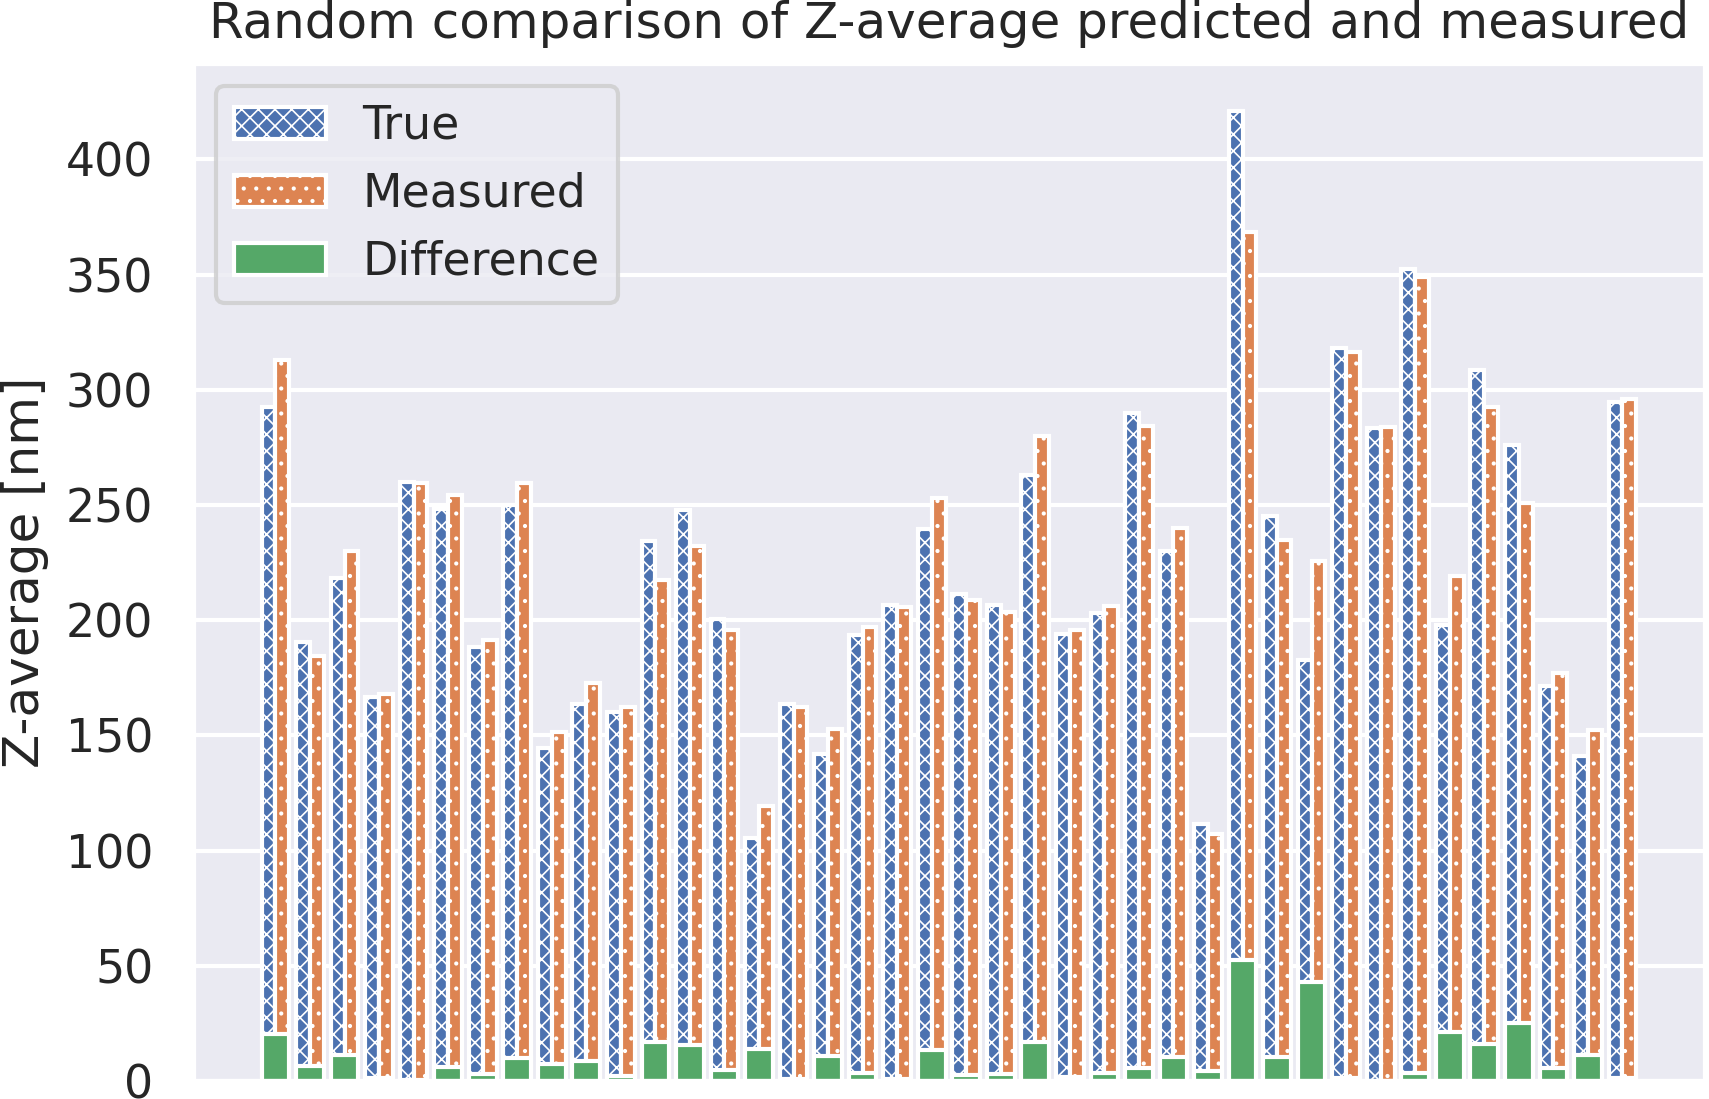 Random comparison of Z-average predicted and measured
True
Measured
Difference
Z-average [nm]
400
350
300
250
200
150
100
50
0